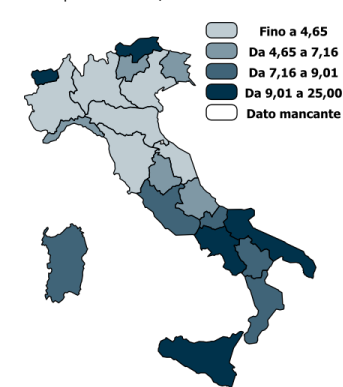 Fino a 4,65
Da 4,65 a 7,16
Da 7,16 a 9,01
Da 9,01 a 25,00
Dato mancante